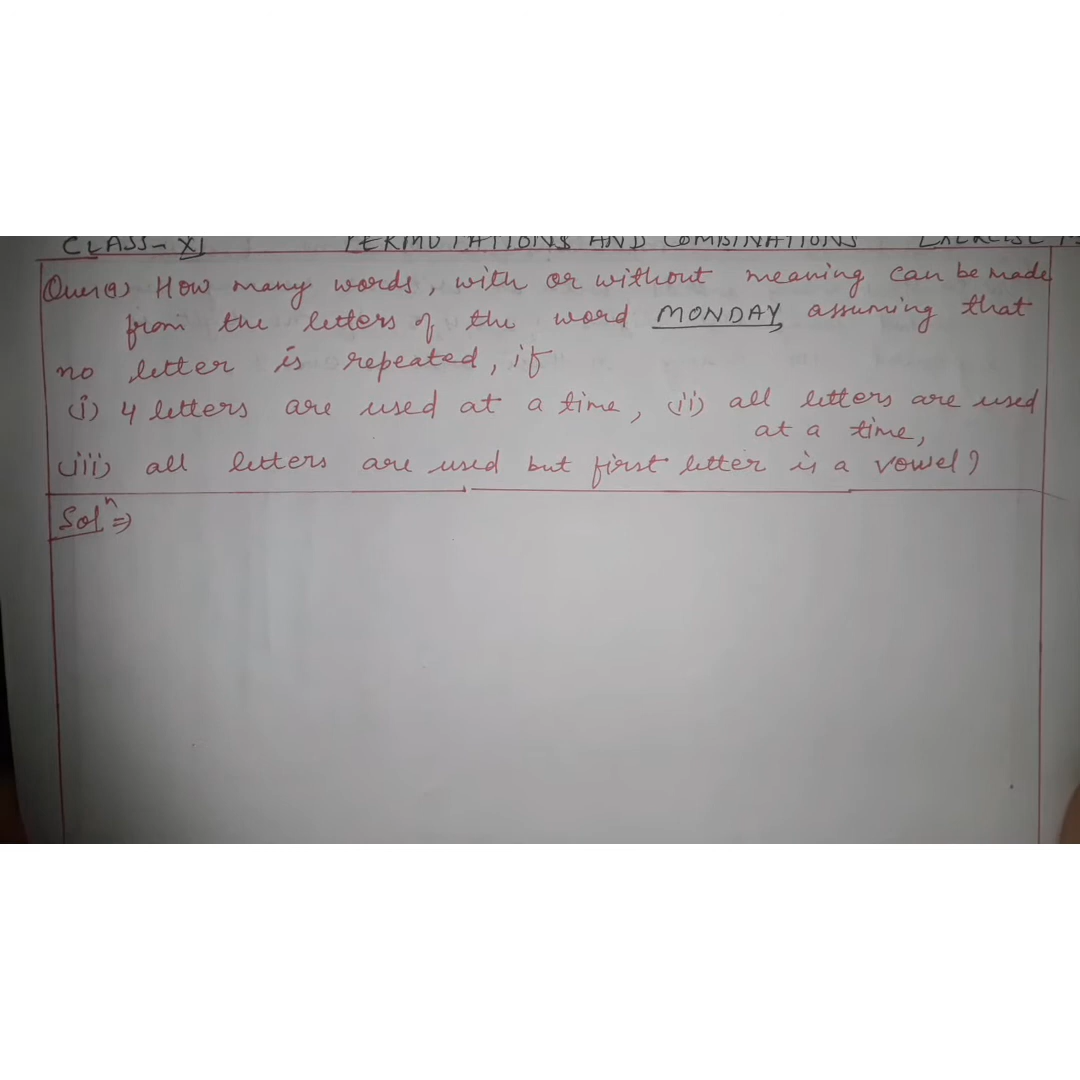 CLASS-XI PERMUTATIONS AND COMBINATIONS EXERCISE
Ques(9) How many words, with or without meaning can be made
from the letters of the word MONDAY, assuming that
no letter is repeated, if
(i) 4 letters are used at a time, (ii) all letters are used
at a time,
(iii) all letters are used but first letter is a vowel?
Solⁿ ⇒